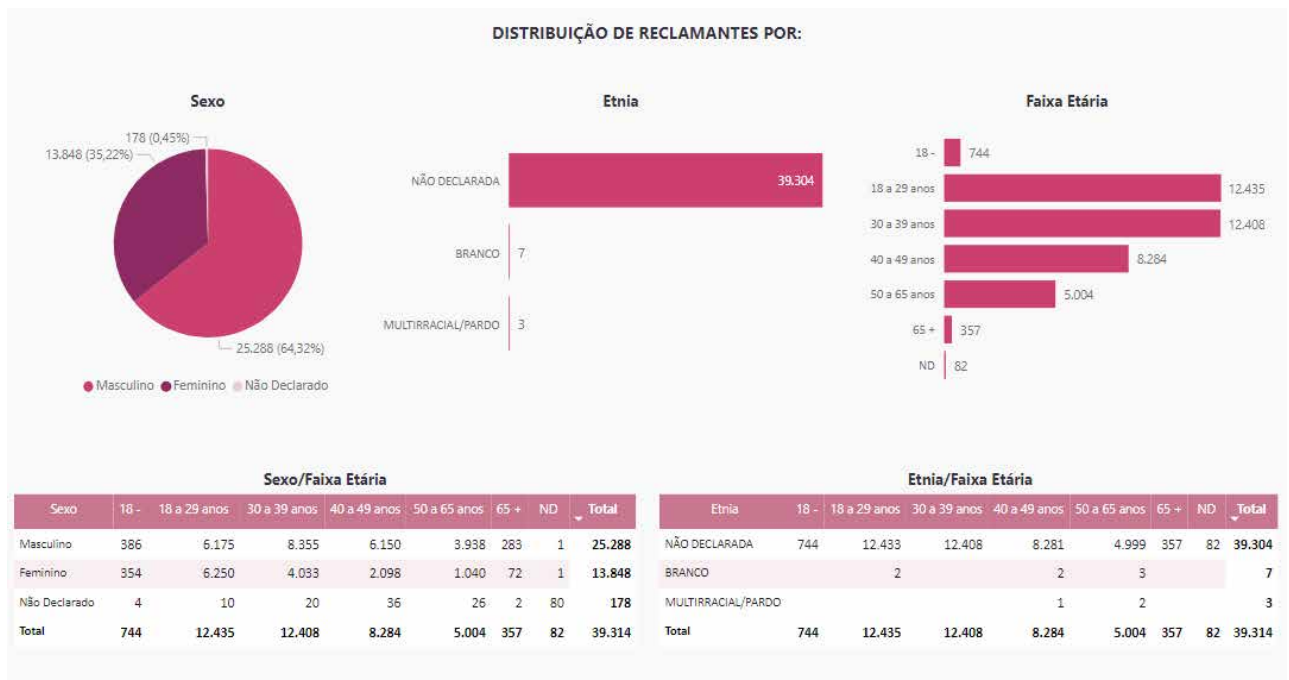 DISTRIBUIÇÃO DE RECLAMANTES POR:
Sexo
178 (0,45%)
13.848 (35,22%)
25.288 (64,32%)
Masculino Feminino Não Declarado
Etnia
NÃO DECLARADA 39.304
BRANCO 7
MULTIRRACIAL/PARDO 3
Faixa Etária
18 - 744
18 a 29 anos 12.435
30 a 39 anos 12.408
40 a 49 anos 8.284
50 a 65 anos 5.004
65 + 357
ND 82
Sexo/Faixa Etária
Sexo 18 - 18 a 29 anos 30 a 39 anos 40 a 49 anos 50 a 65 anos 65 + ND Total
Masculino 386 6.175 8.355 6.150 3.938 283 1 25.288
Feminino 354 6.250 4.033 2.098 1.040 72 1 13.848
Não Declarado 4 10 20 36 26 2 80 178
Total 744 12.435 12.408 8.284 5.004 357 82 39.314
Etnia/Faixa Etária
Etnia 18 - 18 a 29 anos 30 a 39 anos 40 a 49 anos 50 a 65 anos 65 + ND Total
NÃO DECLARADA 744 12.433 12.408 8.281 4.999 357 82 39.304
BRANCO 2 2 3 7
MULTIRRACIAL/PARDO 1 2 3
Total 744 12.435 12.408 8.284 5.004 357 82 39.314